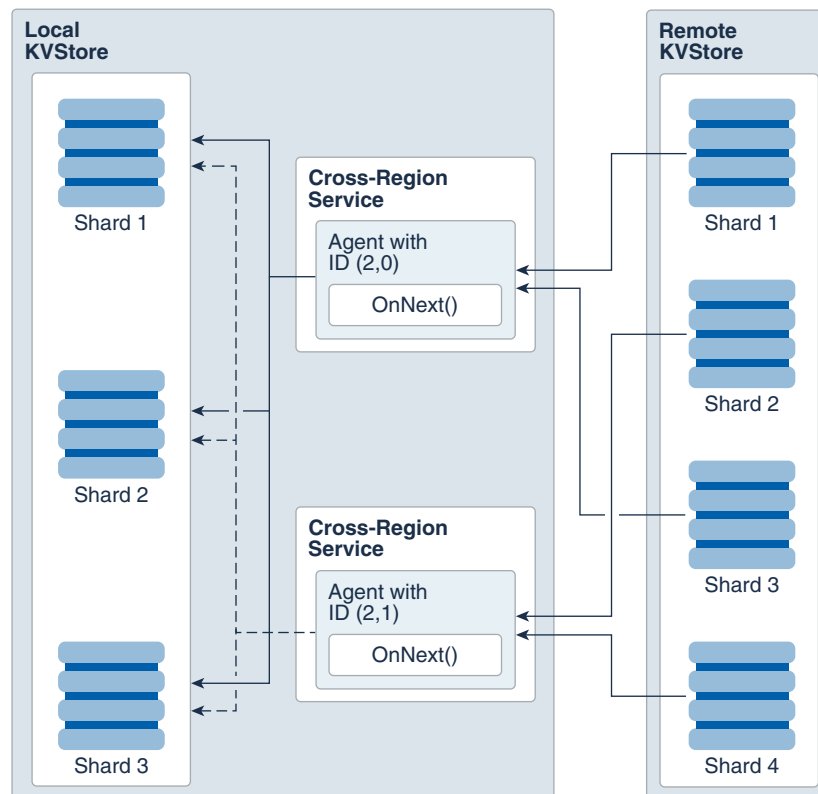 Local
KVStore
Shard 1
Shard 2
Shard 3
Cross-Region
Service
Agent with
ID (2,0)
OnNext()
Cross-Region
Service
Agent with
ID (2,1)
OnNext()
Remote
KVStore
Shard 1
Shard 2
Shard 3
Shard 4